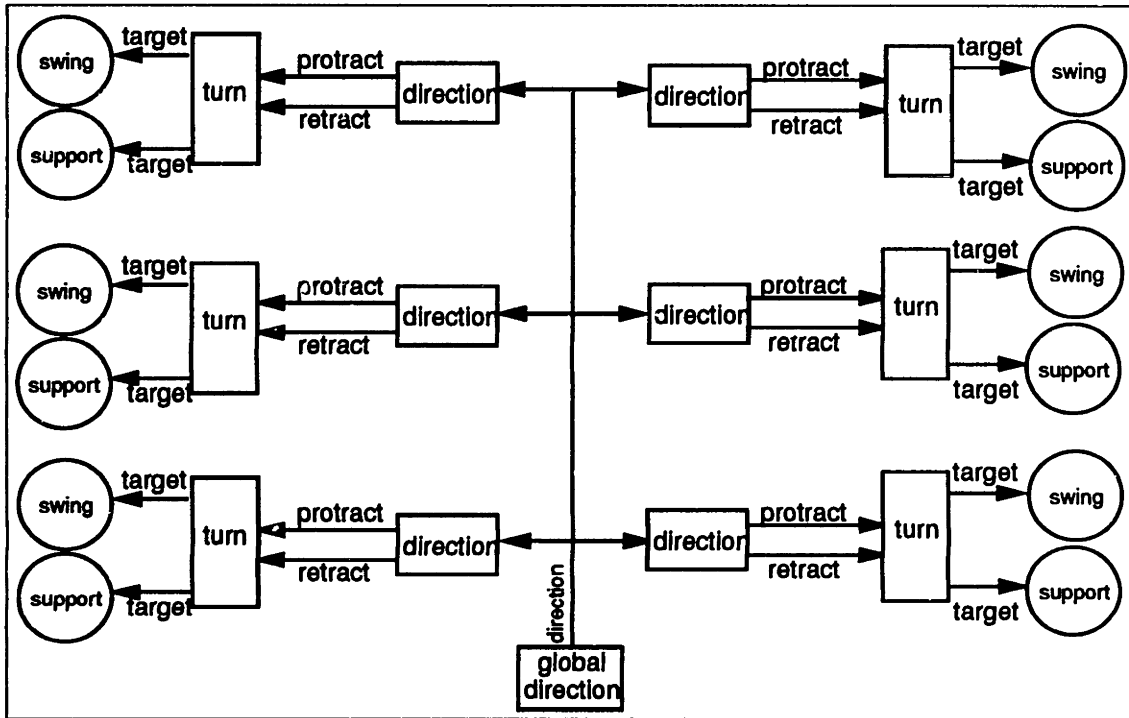 target
swing
turn
protract
direction
retract
support
target
protract
direction
retract
turn
target
swing
support
target
target
swing
turn
protract
direction
retract
support
target
protract
direction
retract
turn
target
swing
support
target
target
swing
turn
protract
direction
retract
support
target
protract
direction
retract
turn
target
swing
support
target
direction
global
direction